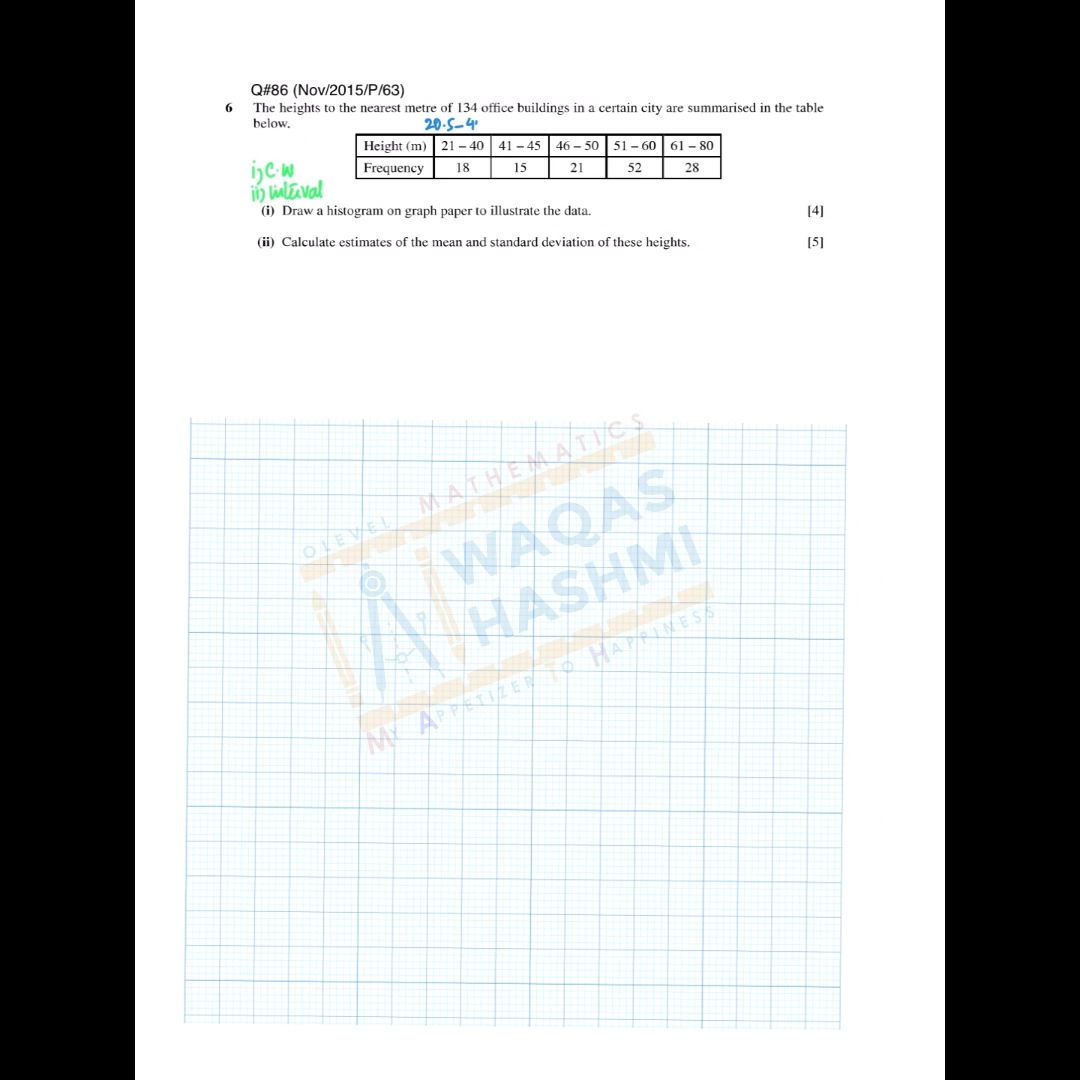 Q#86 (Nov/2015/P/63)
6 The heights to the nearest metre of 134 office buildings in a certain city are summarised in the table
below.
20.5-4
Height (m) 21 – 40 41 – 45 46 – 50 51 – 60 61 – 80
Frequency 18 15 21 52 28
i) C.W
ii) interval
(i) Draw a histogram on graph paper to illustrate the data. [4]
(ii) Calculate estimates of the mean and standard deviation of these heights. [5]
OLEVEL MATHEMATICS
WAQAS
HASHMI
MY APPETIZER TO HAPPINESS